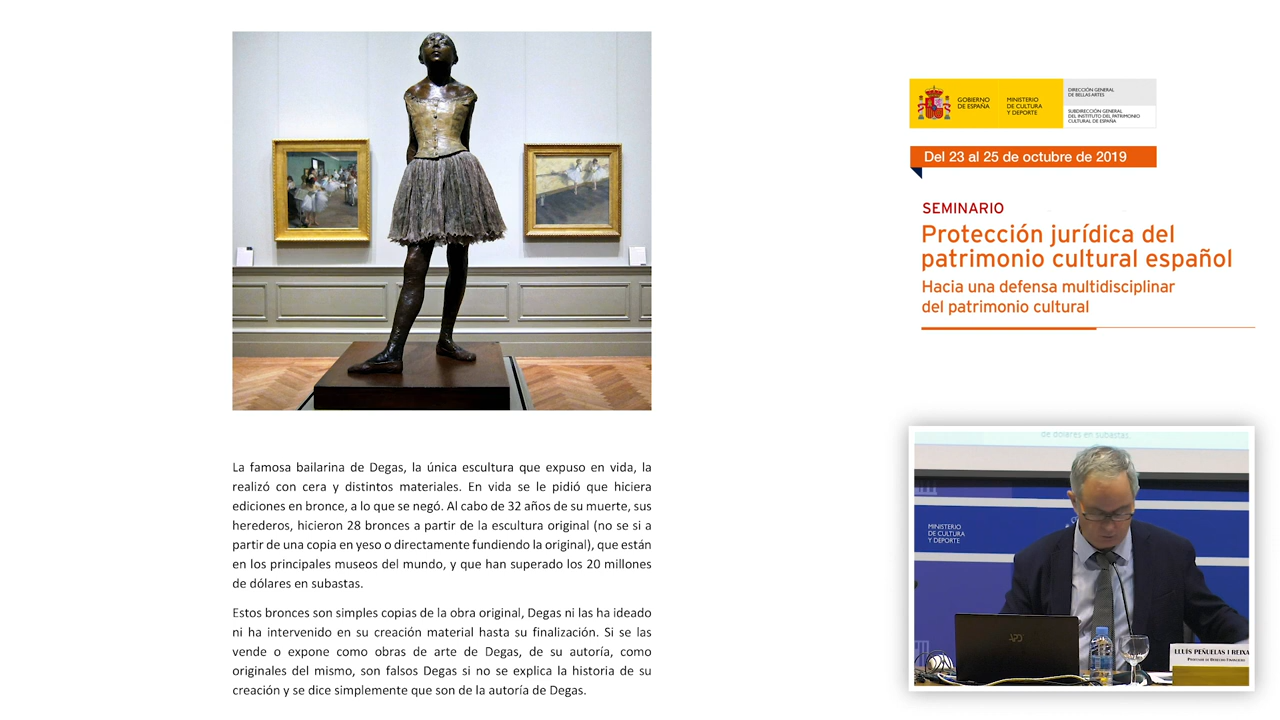 La famosa bailarina de Degas, la única escultura que expuso en vida, la
realizó con cera y distintos materiales. En vida se le pidió que hiciera
ediciones en bronce, a lo que se negó. Al cabo de 32 años de su muerte, sus
herederos, hicieron 28 bronces a partir de la escultura original (no se si a
partir de una copia en yeso o directamente fundiendo la original), que están
en los principales museos del mundo, y que han superado los 20 millones
de dólares en subastas.
Estos bronces son simples copias de la obra original, Degas ni las ha ideado
ni ha intervenido en su creación material hasta su finalización. Si se las
vende o expone como obras de arte de Degas, de su autoría, como
originales del mismo, son falsos Degas si no se explica la historia de su
creación y se dice simplemente que son de la autoría de Degas.
GOBIERNO
DE ESPAÑA
MINISTERIO
DE CULTURA
Y DEPORTE
DIRECCIÓN GENERAL
DE BELLAS ARTES
SUBDIRECCIÓN GENERAL
DEL INSTITUTO DEL PATRIMONIO
CULTURAL DE ESPAÑA
Del 23 al 25 de octubre de 2019
SEMINARIO
Protección jurídica del
patrimonio cultural español
Hacia una defensa multidisciplinar
del patrimonio cultural
de dólares en subastas.
MINISTERIO
DE CULTURA
Y DEPORTE
LLUÍS PEÑUELAS I REIXA